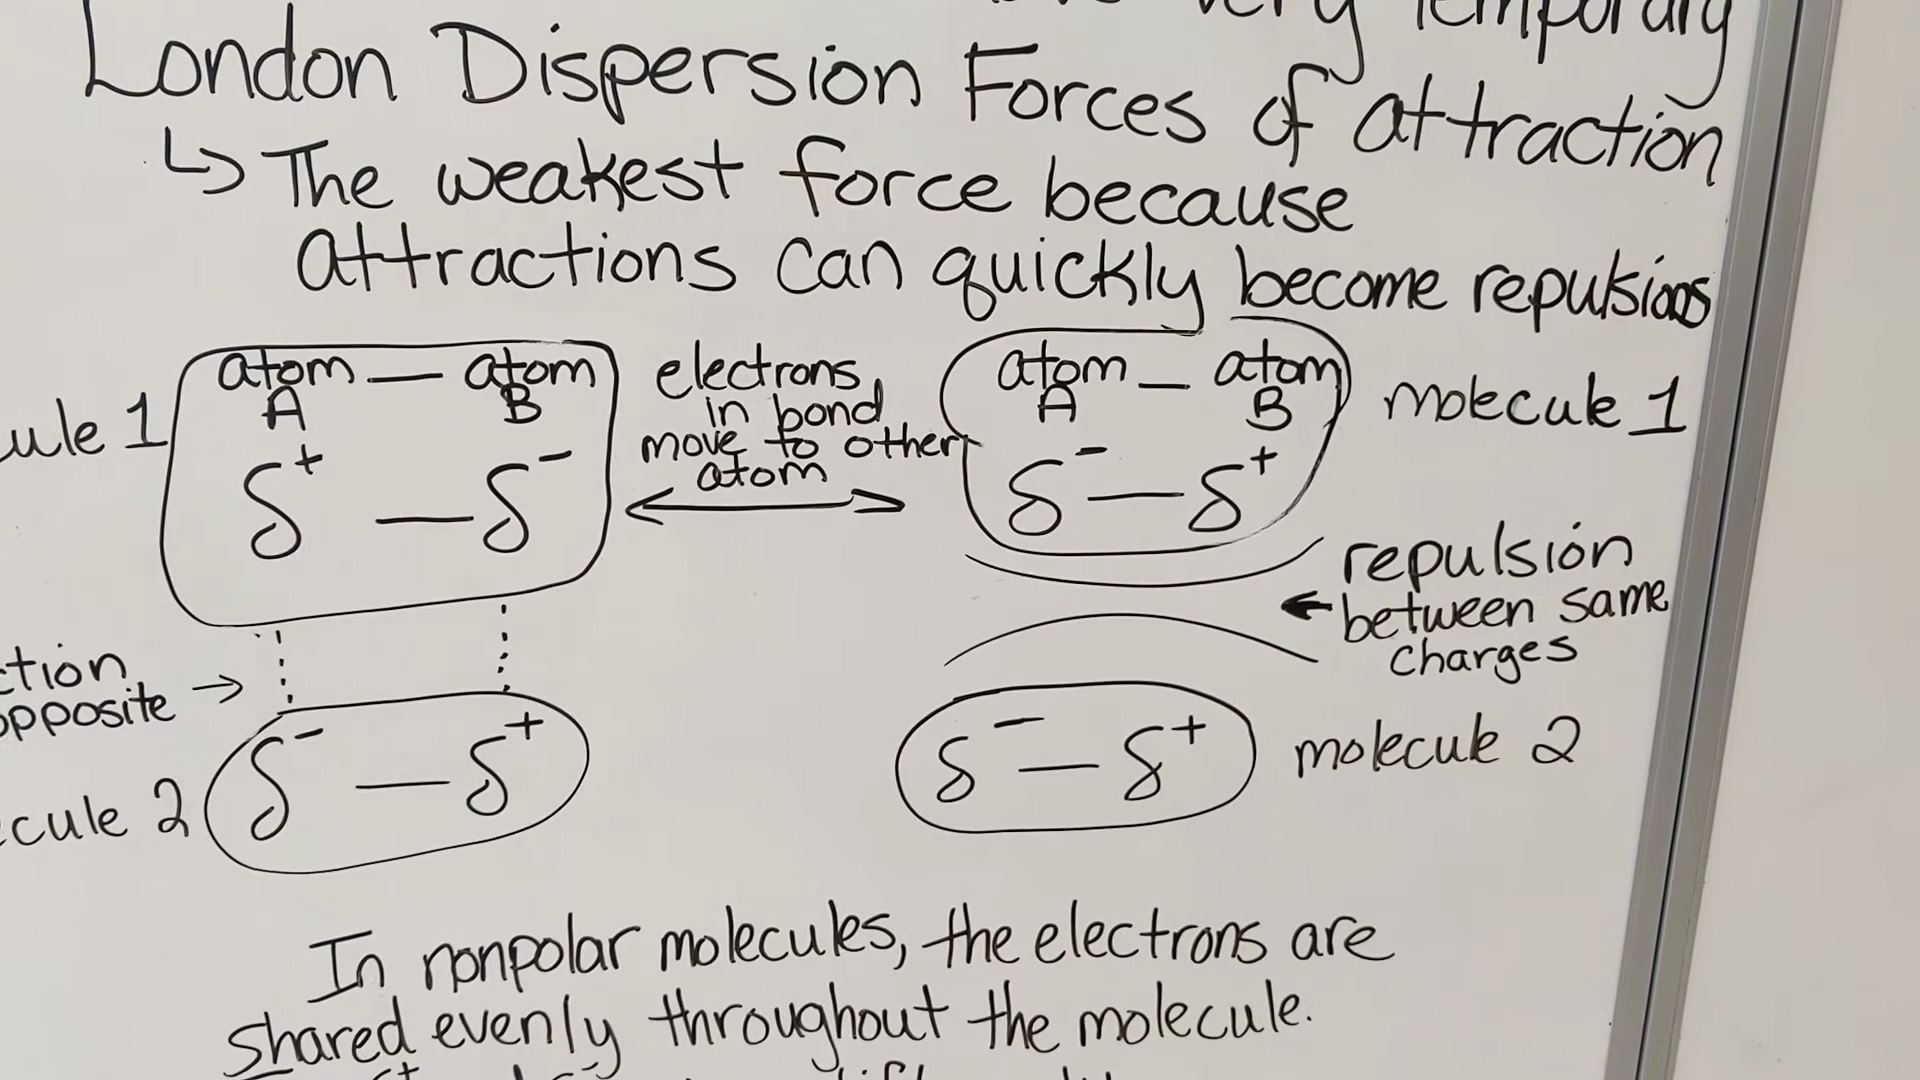 very temporary
London Dispersion Forces of attraction
↳ The weakest force because
attractions can quickly become repulsions
atom — atom
A B
δ+ — δ-
electrons
in bond
move to other
atom
atom — atom
A B
δ- — δ+
molecule 1
ule 1
repulsion
← between same
charges
ction
opposite →
cule 2
δ- — δ+
δ- — δ+
molecule 2
In nonpolar molecules, the electrons are
shared evenly throughout the molecule.